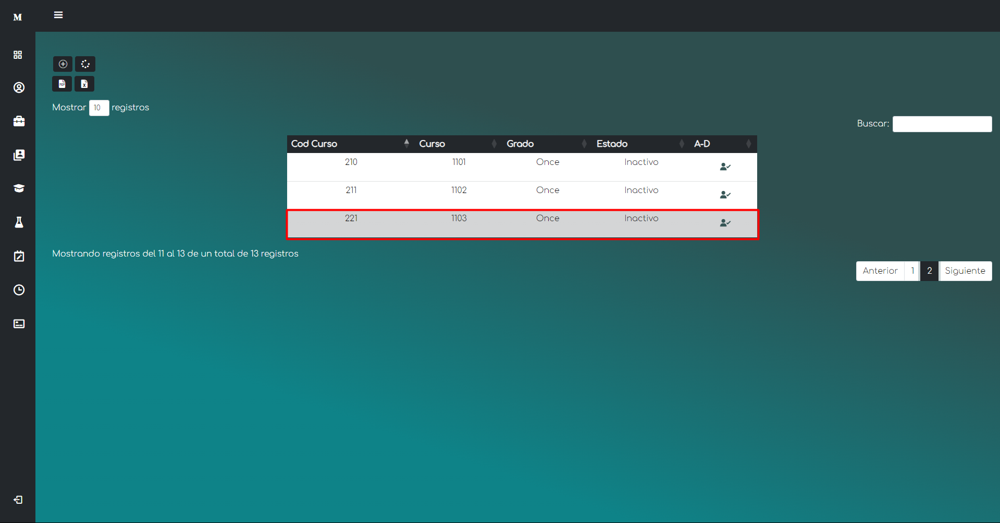 M
Mostrar 10 registros
Buscar:
Cod Curso Curso Grado Estado A-D
210 1101 Once Inactivo
211 1102 Once Inactivo
221 1103 Once Inactivo
Mostrando registros del 11 al 13 de un total de 13 registros
Anterior 1 2 Siguiente